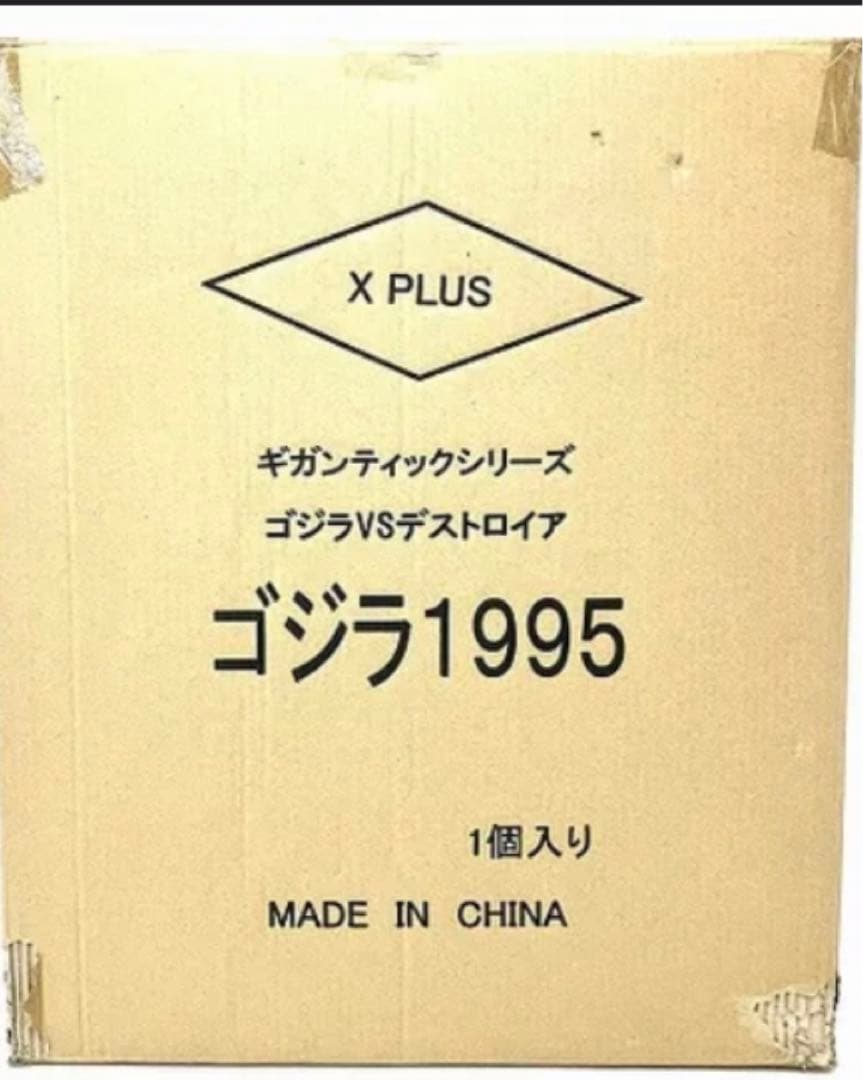 X PLUS
ギガンティックシリーズ
ゴジラVSデストロイア
ゴジラ1995
1個入り
MADE IN CHINA